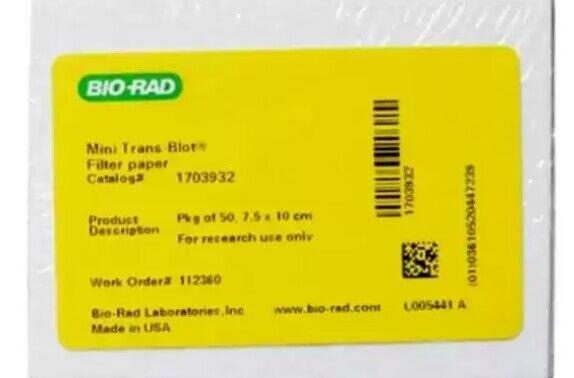 BIO-RAD
Mini Trans-Blot®
Filter paper
Catalog# 1703932
Product Description Pkg of 50, 7.5 x 10 cm
For research use only
Work Order# 112360
Bio-Rad Laboratories, Inc www.bio-rad.com L005441 A
Made in USA
1703932
(01)03610520447239